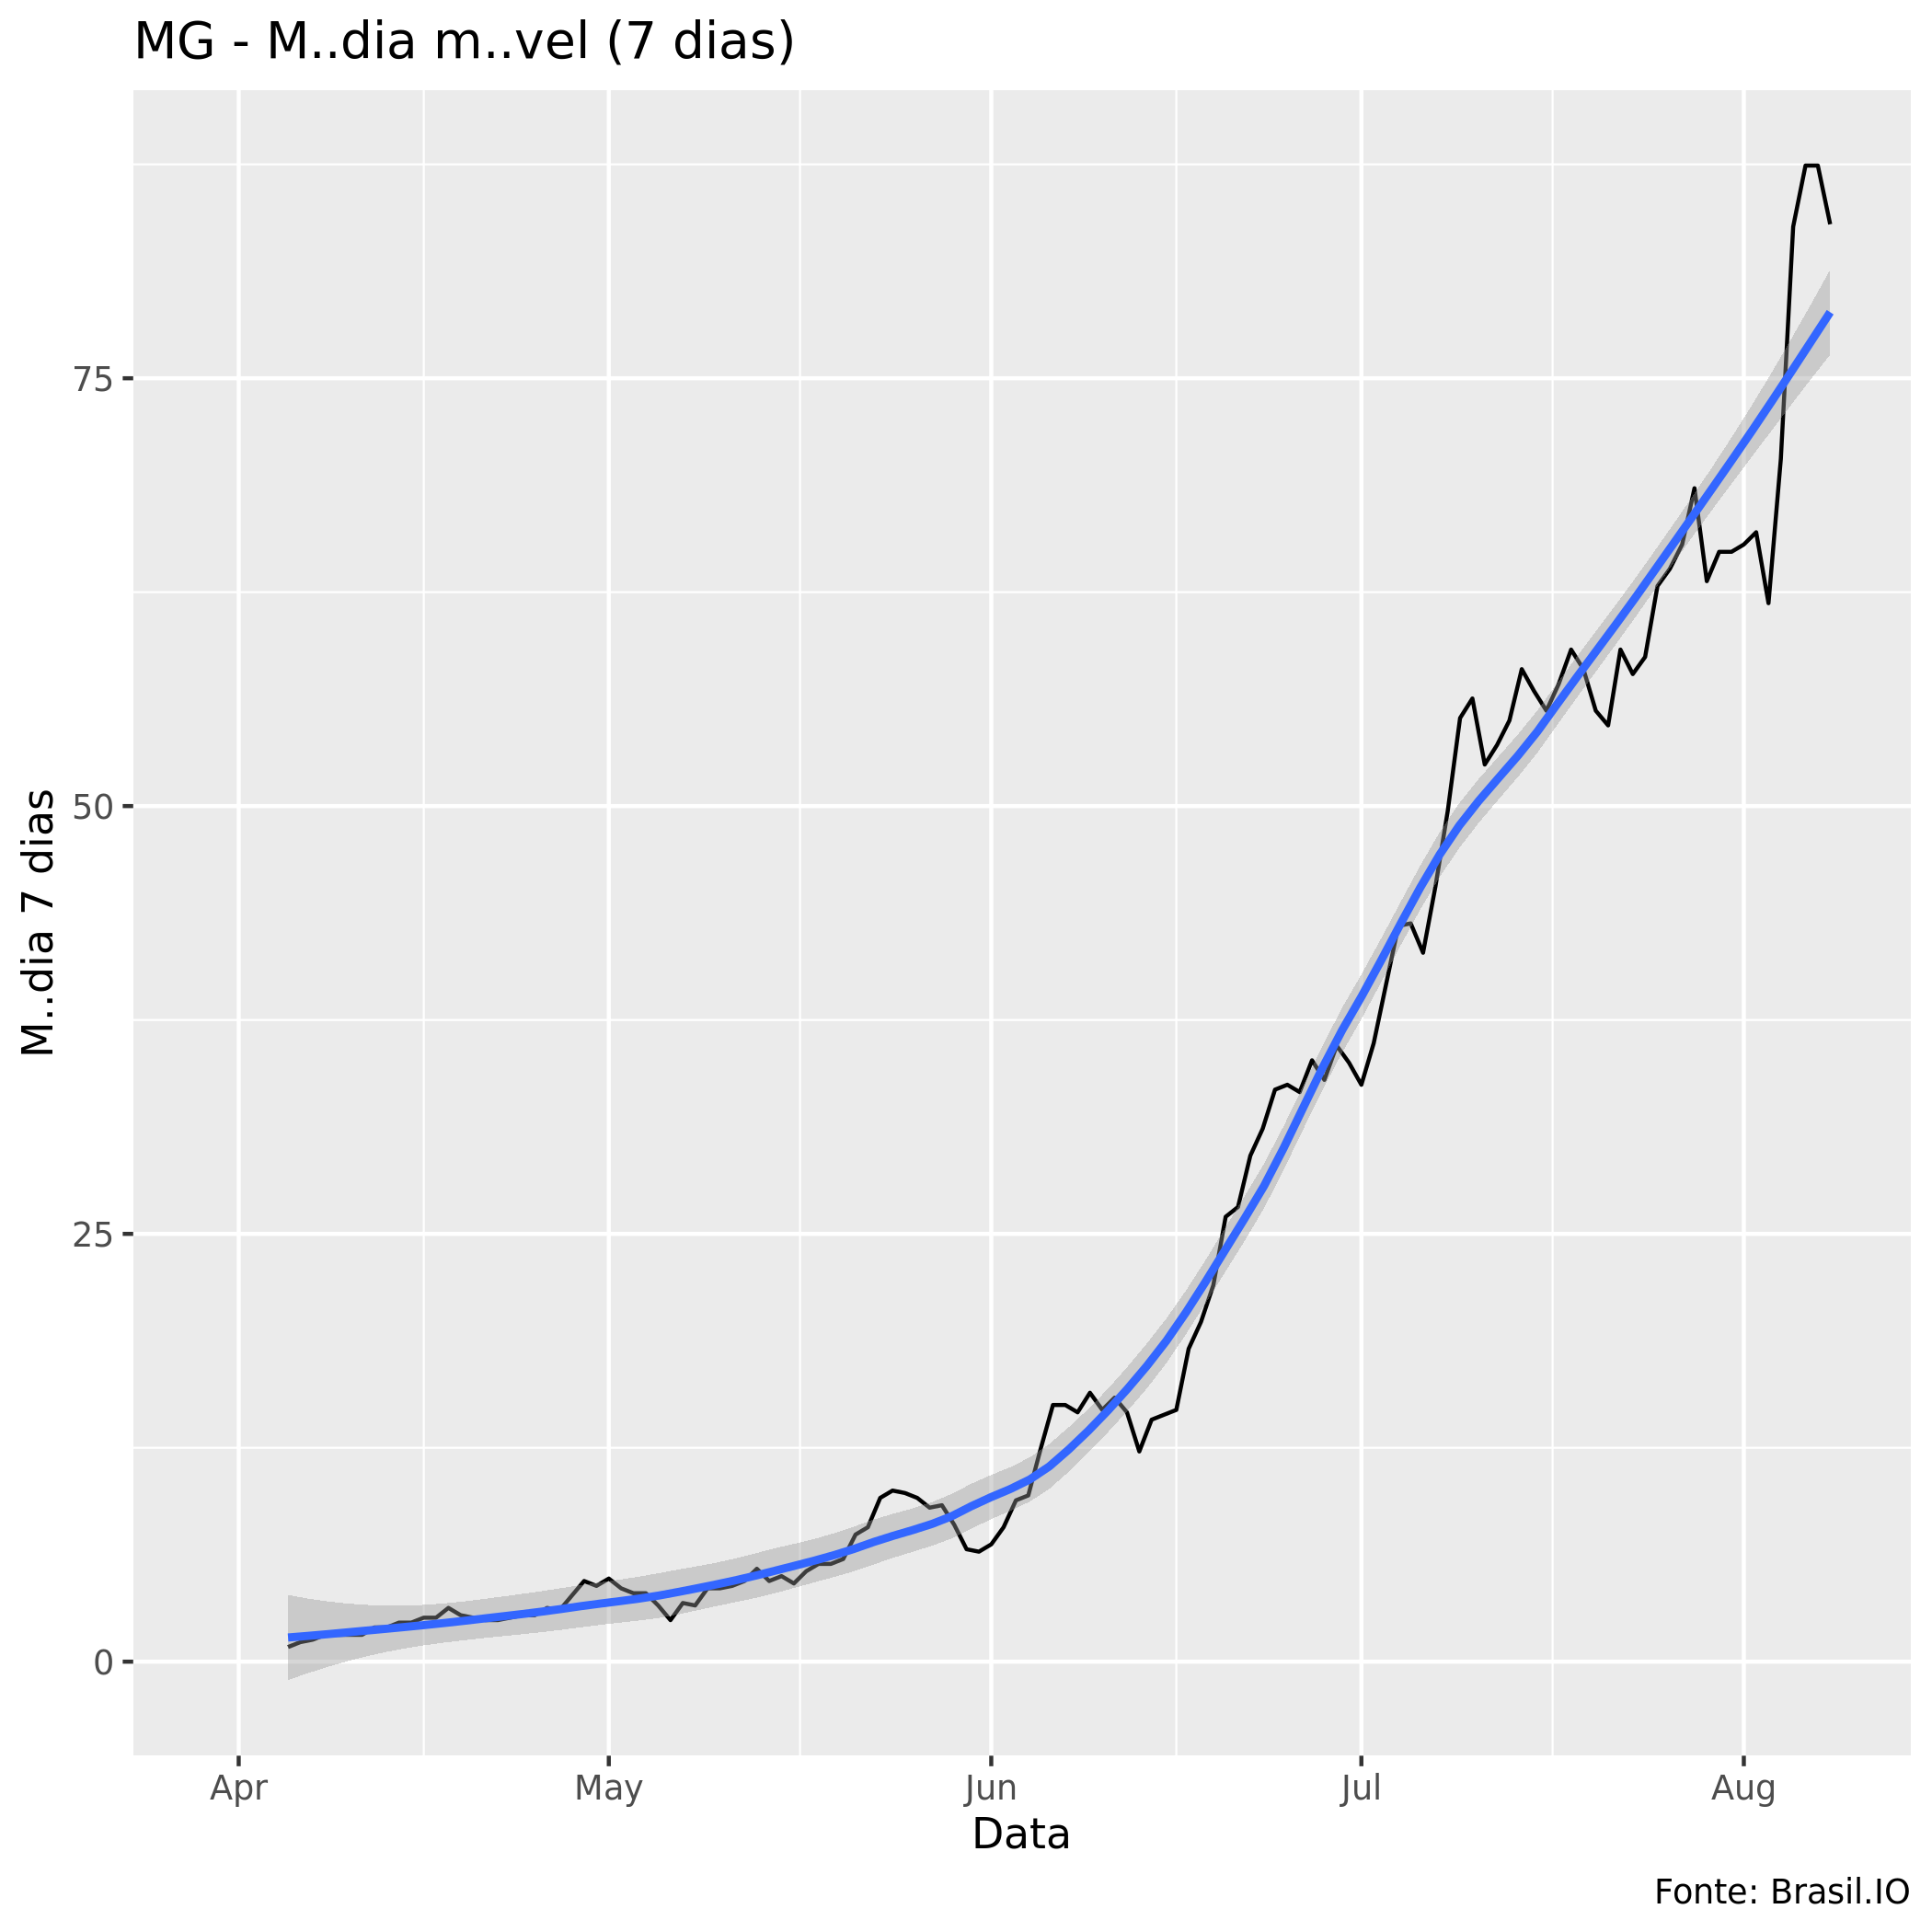 MG - M..dia m..vel (7 dias)
M..dia 7 dias
75
50
25
0
Apr May Jun Jul Aug
Data
Fonte: Brasil.IO